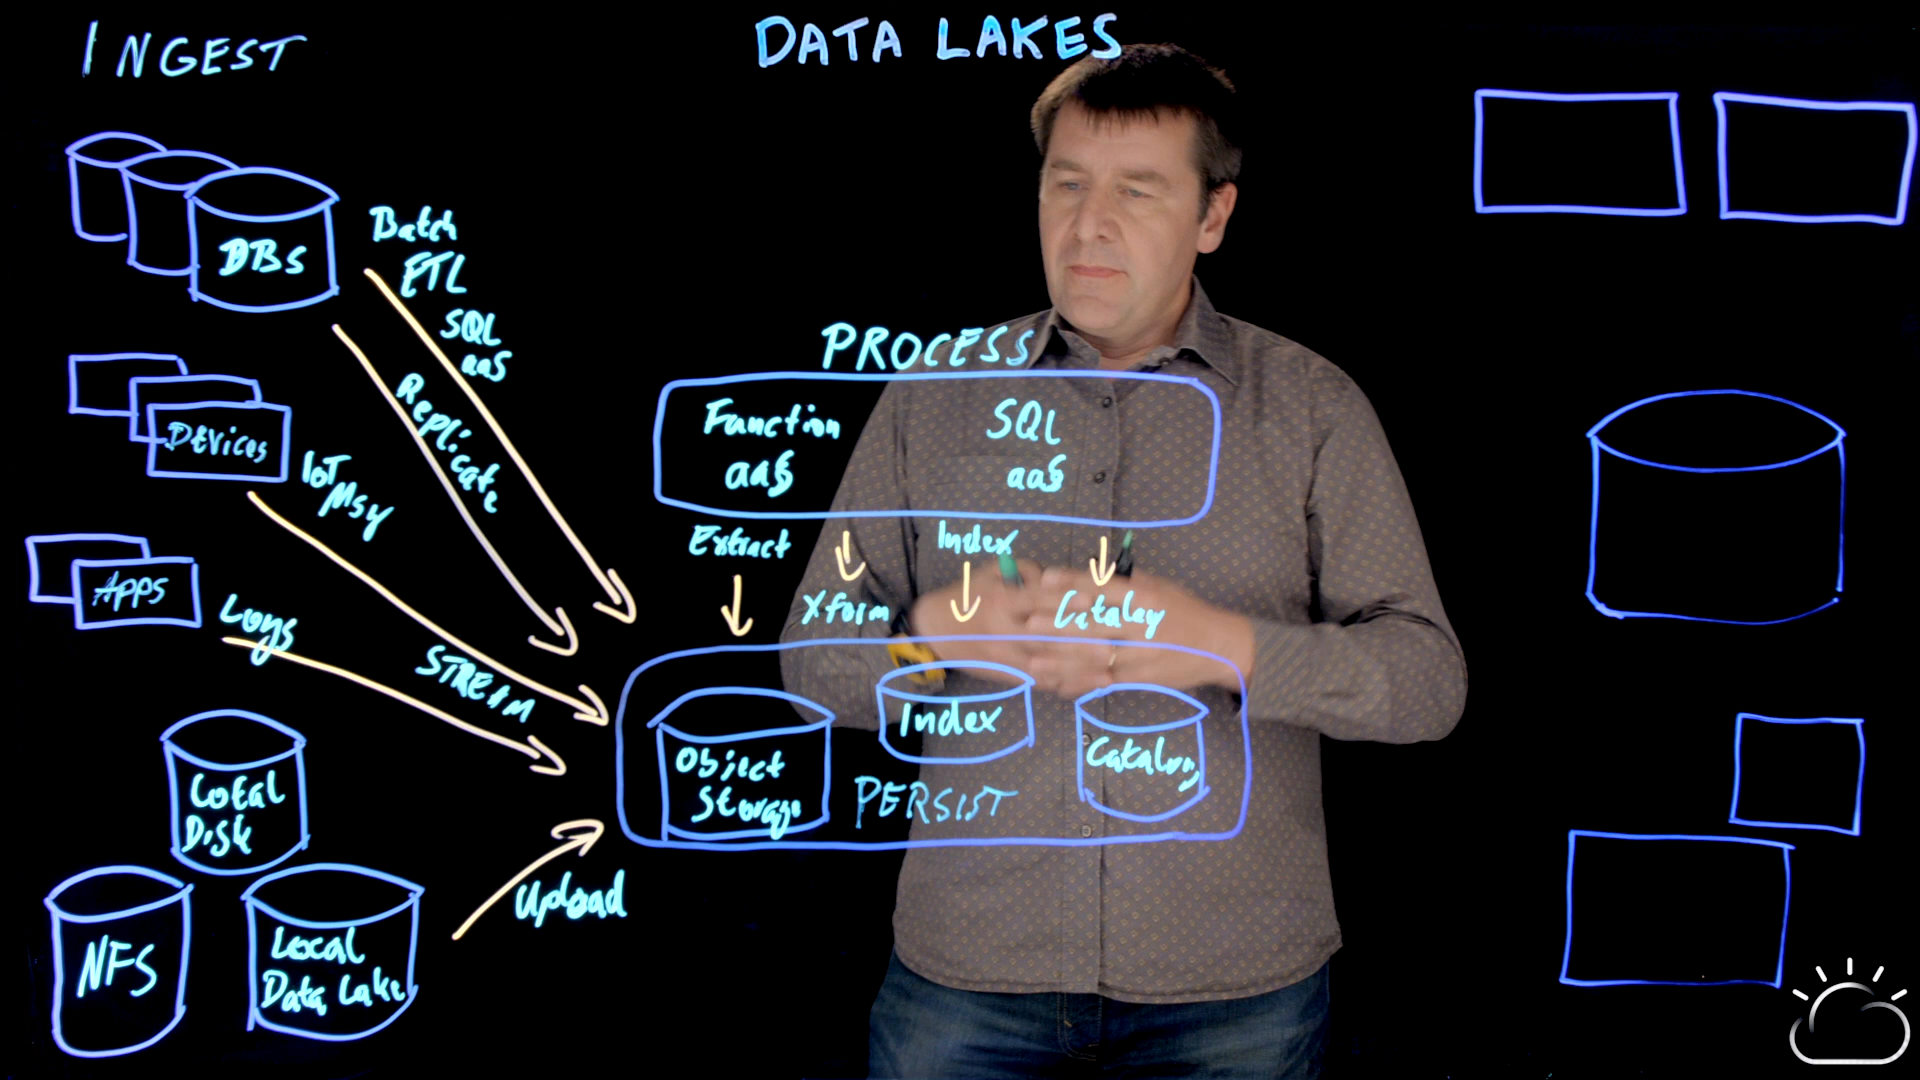 INGEST
DATA LAKES
DBs
Batch
ETL
SQL
aaS
Replicate
Devices
IoT
Msg
Apps
Logs
STREAM
Local
Disk
NFS
Local
Data Lake
Upload
PROCESS
Function
aaS
SQL
aaS
Extract
Xform
Index
Catalog
Object
Storage
Index
Catalog
PERSIST